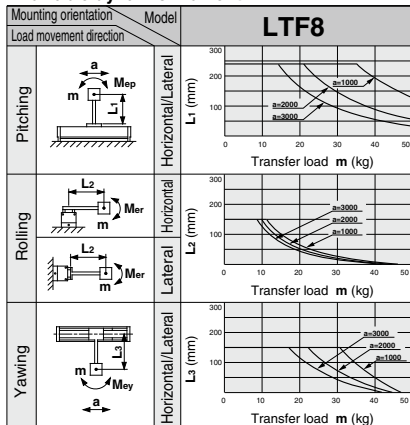 Mounting orientation Model
Load movement direction
LTF8
Pitching
a
Mep
m
L1
Horizontal/Lateral
L1 (mm)
300
200
100
a=1000
a=2000
a=3000
0 10 20 30 40 50
Transfer load m (kg)
Rolling
L2
m
Mer
Horizontal
L2
m
Mer
Lateral
L2 (mm)
300
200
100
a=3000
a=2000
a=1000
0 10 20 30 40 50
Transfer load m (kg)
Yawing
L3
m
Mey
a
Horizontal/Lateral
L3 (mm)
300
200
100
a=3000
a=2000
a=1000
0 10 20 30 40 50
Transfer load m (kg)